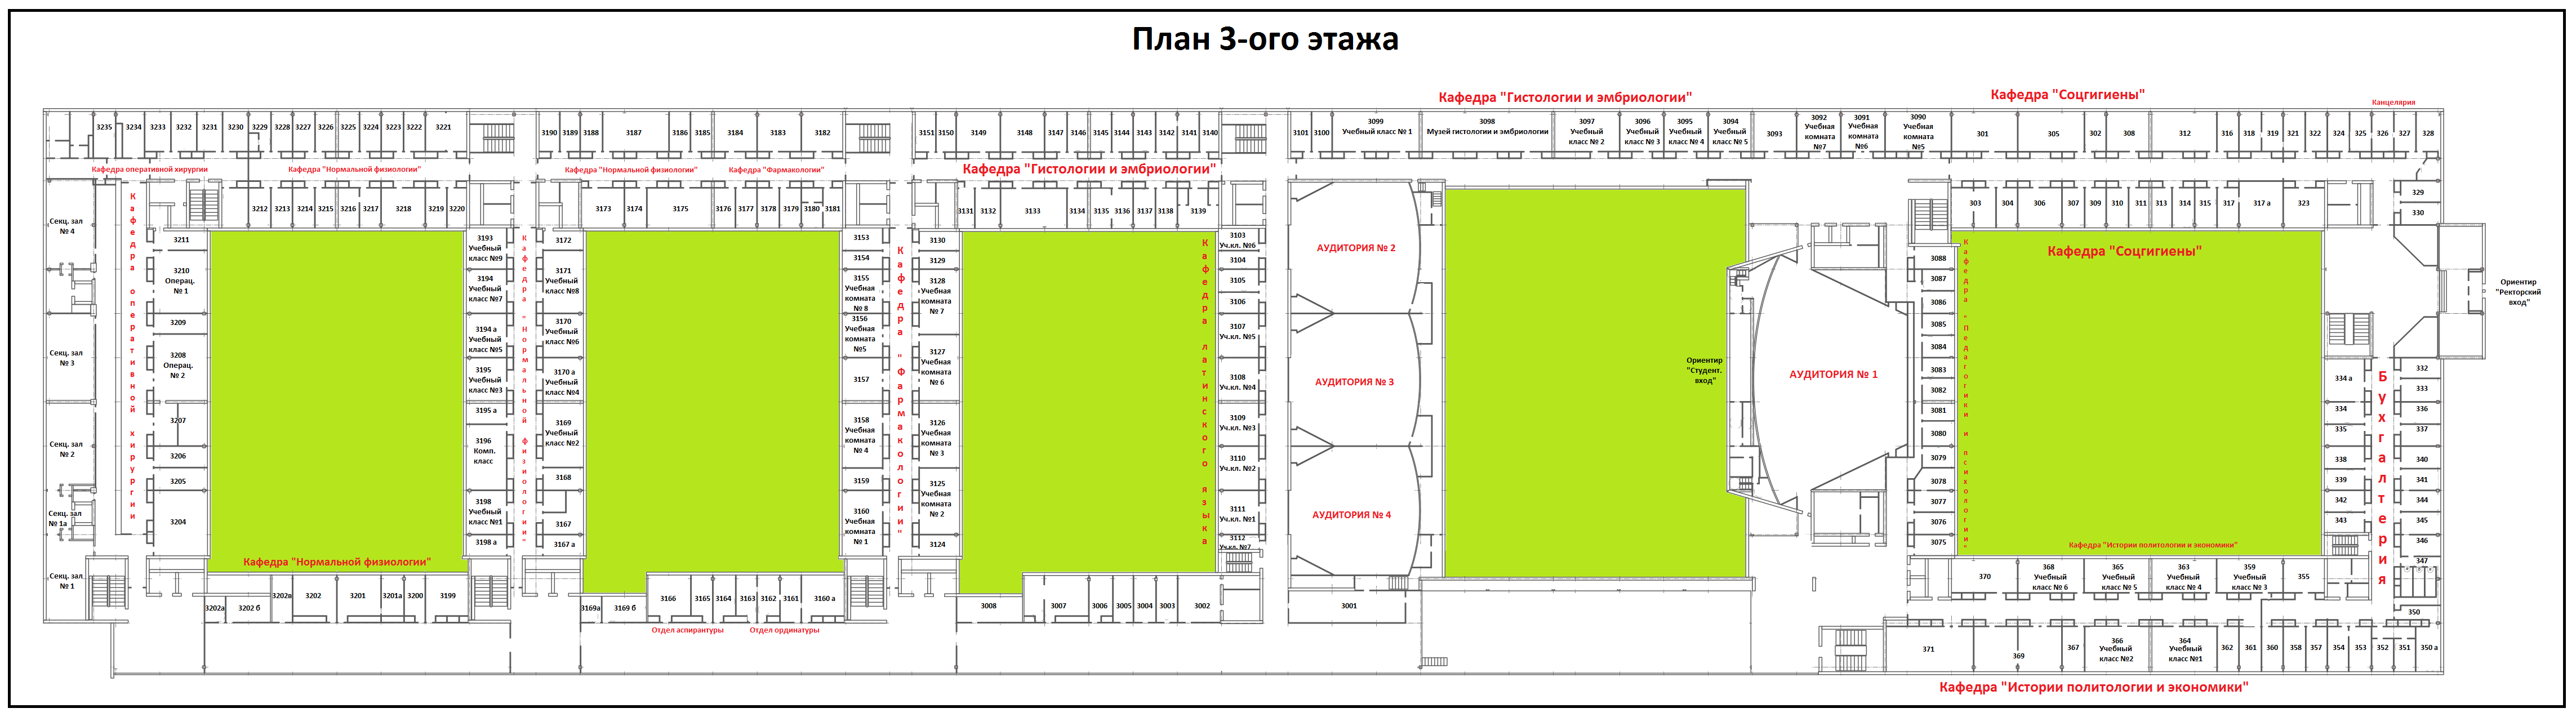 План 3-ого этажа
Кафедра "Гистологии и эмбриологии"
Кафедра "Соцгигиены"
Канцелярия
3235 3234 3233 3232 3231 3230 3229 3228 3227 3226 3225 3224 3223 3222 3221
3190 3189 3188 3187 3186 3185 3184 3183 3182
3151 3150 3149 3148 3147 3146 3145 3144 3143 3142 3141 3140
3101 3100
3099
Учебный класс № 1
3098
Музей гистологии и эмбриологии
3097
Учебный
класс № 2
3096
Учебный
класс № 3
3095
Учебный
класс № 4
3094
Учебный
класс № 5
3093
3092
Учебная
комната
№7
3091
Учебная
комната
№6
3090
Учебная
комната
№5
301 305 302 308 312 316 318 319 321 322 324 325 326 327 328
Кафедра оперативной хирургии
Кафедра "Нормальной физиологии"
Кафедра "Нормальной физиологии"
Кафедра "Фармакологии"
Кафедра "Гистологии и эмбриологии"
3212 3213 3214 3215 3216 3217 3218 3219 3220
3173 3174 3175 3176 3177 3178 3179 3180 3181
3131 3132 3133 3134 3135 3136 3137 3138 3139
303 304 306 307 309 310 311 313 314 315 317 317 а 323
329
330
Секц. зал
№ 4
Секц. зал
№ 3
Секц. зал
№ 2
Секц. зал
№ 1а
Секц. зал
№ 1
Кафедра оперативной хирургии
3211
3210
Операц.
№ 1
3209
3208
Операц.
№ 2
3207
3206
3205
3204
3193
Учебный
класс №9
3194
Учебный
класс №7
3194 а
Учебный
класс №5
3195
Учебный
класс №3
3195 а
3196
Комп.
класс
3198
Учебный
класс №1
3198 а
Кафедра "Нормальной физиологии"
3172
3171
Учебный
класс №8
3170
Учебный
класс №6
3170 а
Учебный
класс №4
3169
Учебный
класс №2
3168
3167
3167 а
3153
3154
3155
Учебная
комната
№ 8
3156
Учебная
комната
№5
3157
3158
Учебная
комната
№ 4
3159
3160
Учебная
комната
№ 1
Кафедра "Фармакологии"
3130
3129
3128
Учебная
комната
№ 7
3127
Учебная
комната
№ 6
3126
Учебная
комната
№ 3
3125
Учебная
комната
№ 2
3124
Кафедра латинского языка
3103
Уч.кл. №6
3104
3105
3106
3107
Уч.кл. №5
3108
Уч.кл. №4
3109
Уч.кл. №3
3110
Уч.кл. №2
3111
Уч.кл. №1
3112
Уч.кл. №7
АУДИТОРИЯ № 2
АУДИТОРИЯ № 3
АУДИТОРИЯ № 4
Ориентир
"Студент.
вход"
АУДИТОРИЯ № 1
3088
3087
3086
3085
3084
3083
3082
3081
3080
3079
3078
3077
3076
3075
Кафедра "Педагогики и психологии"
Кафедра "Соцгигиены"
Ориентир
"Ректорский
вход"
334 а
334
335
338
339
342
343
Бухгалтерия
332
333
336
337
340
341
344
345
346
347
350
Кафедра "Нормальной физиологии"
Кафедра "Истории политологии и экономики"
3202а 3202 б 3202в 3202 3201 3201а 3200 3199
3169а 3169 б 3166 3165 3164 3163 3162 3161 3160 а
Отдел аспирантуры
Отдел ординатуры
3008 3007 3006 3005 3004 3003 3002
3001
370
368
Учебный
класс № 6
365
Учебный
класс № 5
363
Учебный
класс № 4
359
Учебный
класс № 3
355
371 369 367
366
Учебный
класс №2
364
Учебный
класс №1
362 361 360 358 357 354 353 352 351 350 а
Кафедра "Истории политологии и экономики"